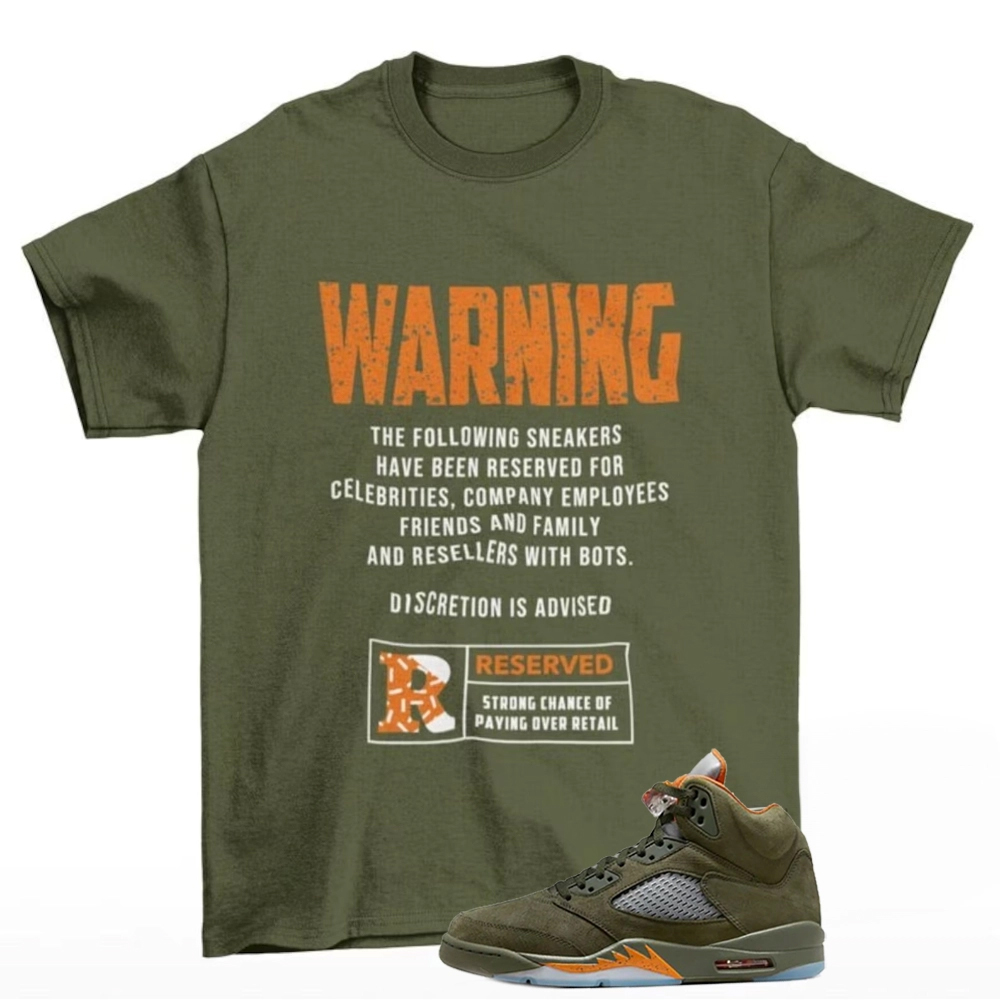 WARNING
THE FOLLOWING SNEAKERS
HAVE BEEN RESERVED FOR
CELEBRITIES, COMPANY EMPLOYEES
FRIENDS AND FAMILY
AND RESELLERS WITH BOTS.
DISCRETION IS ADVISED
R
RESERVED
STRONG CHANCE OF
PAYING OVER RETAIL